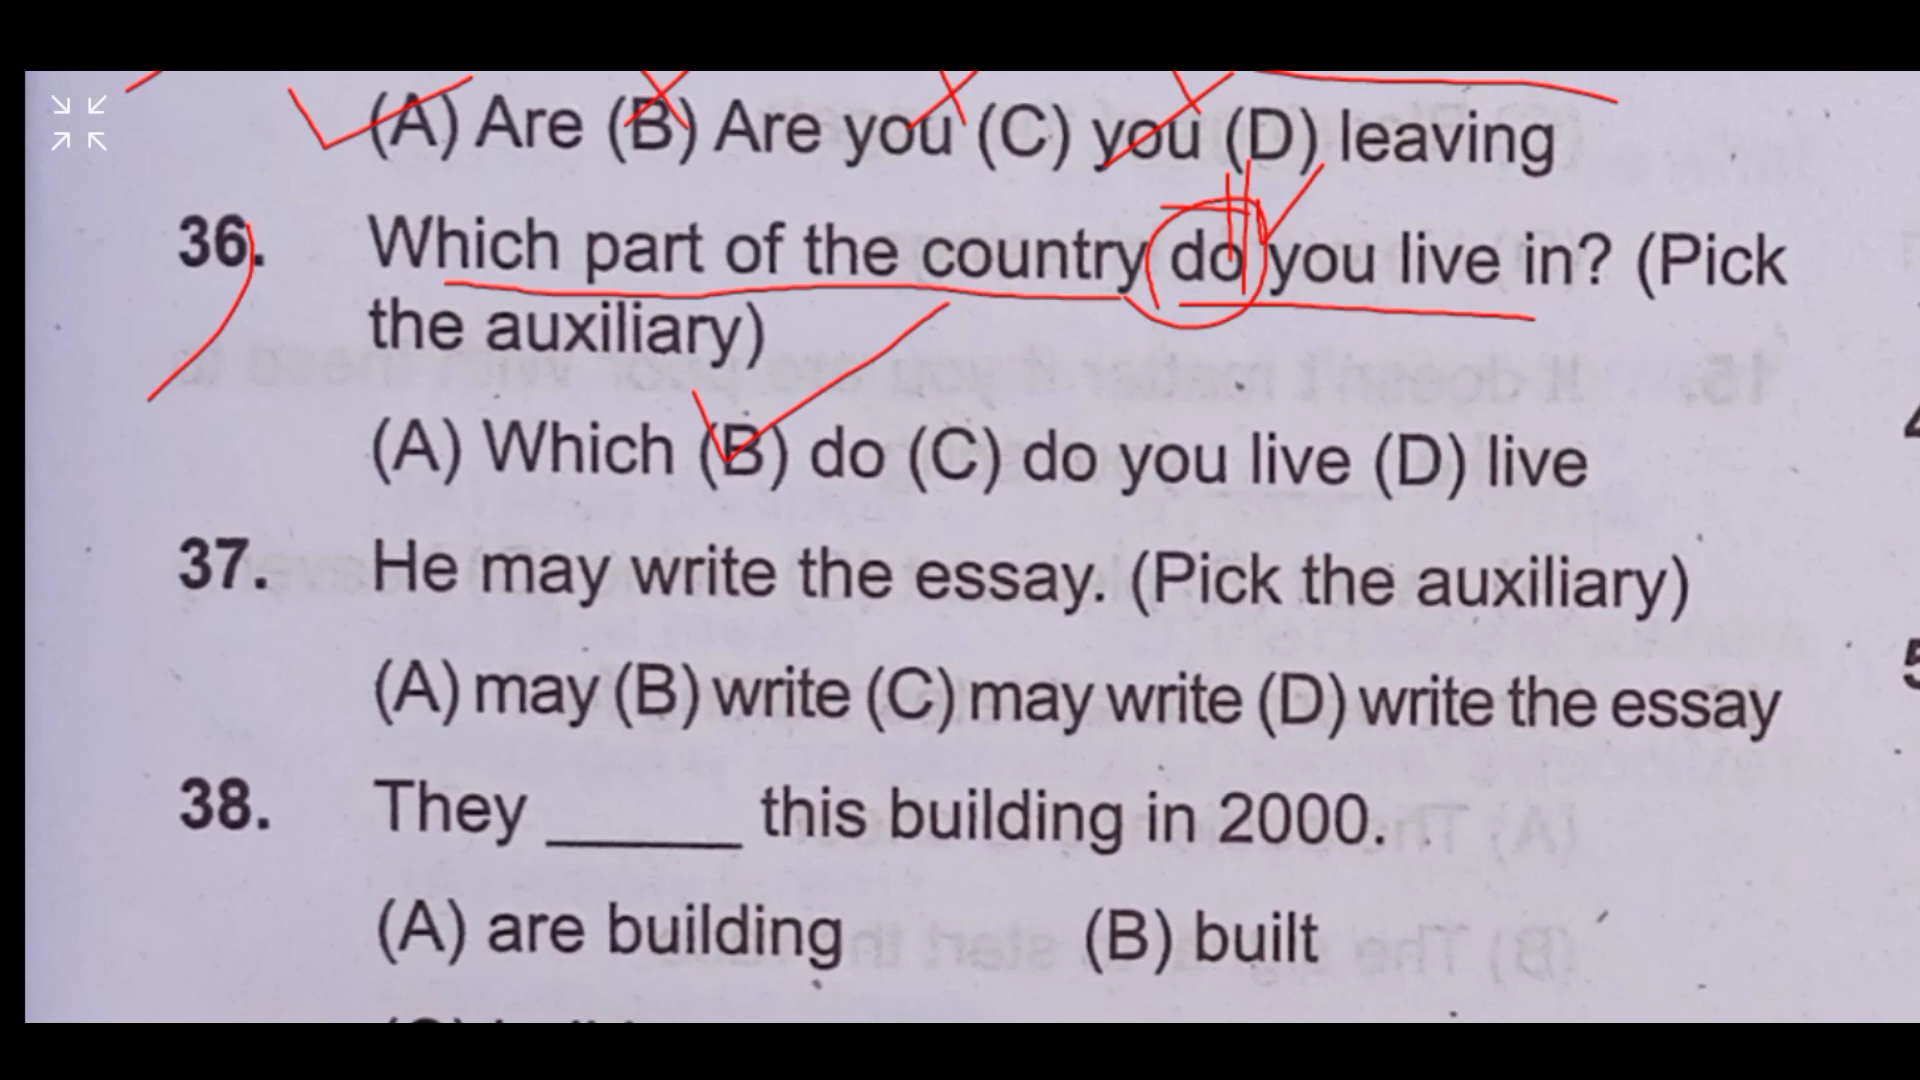 (A) Are (B) Are you (C) you (D) leaving
36. Which part of the country do you live in? (Pick
the auxiliary)
(A) Which (B) do (C) do you live (D) live
37. He may write the essay. (Pick the auxiliary)
(A) may (B) write (C) may write (D) write the essay
38. They ______ this building in 2000.
(A) are building (B) built